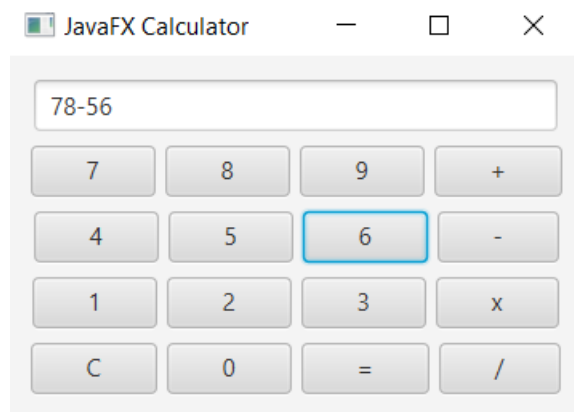 JavaFX Calculator
78-56
7 8 9 +
4 5 6 -
1 2 3 x
C 0 = /